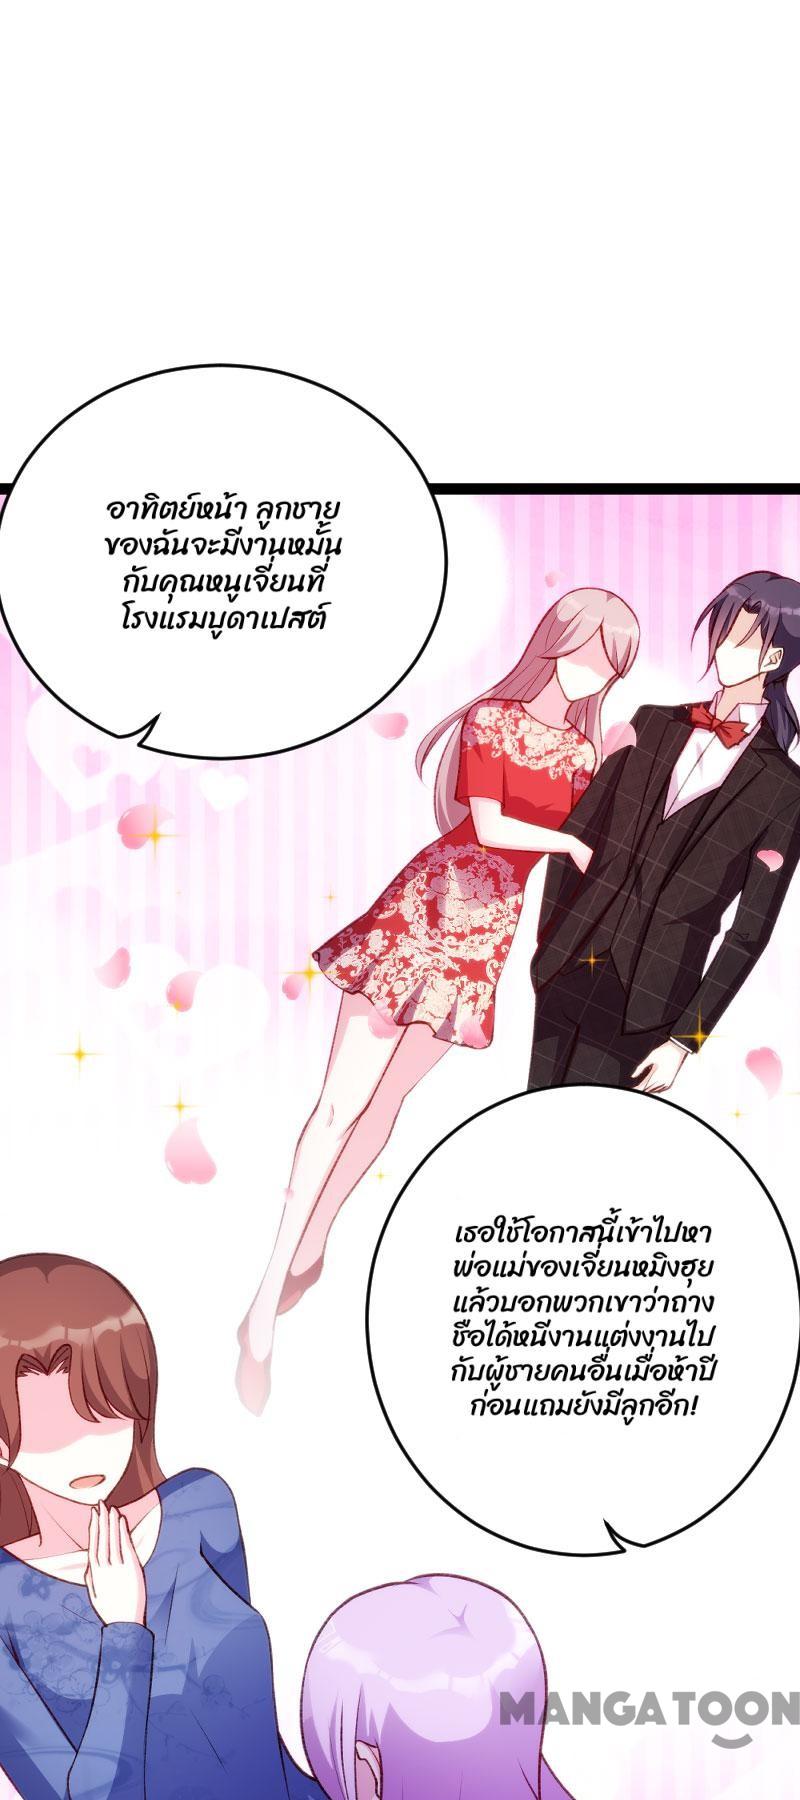 อาทิตย์หน้า ลูกชาย
ของฉันจะมีงานหมั้น
กับคุณหนูเจี่ยนที่
โรงแรมบูดาเปสต์
เธอใช้โอกาสนี้เข้าไปหา
พ่อแม่ของเจี่ยนหมิงฮุย
แล้วบอกพวกเขาว่าถาง
ซือได้หนีงานแต่งงานไป
กับผู้ชายคนอื่นเมื่อห้าปี
ก่อนแถมยังมีลูกอีก!
MANGATOON